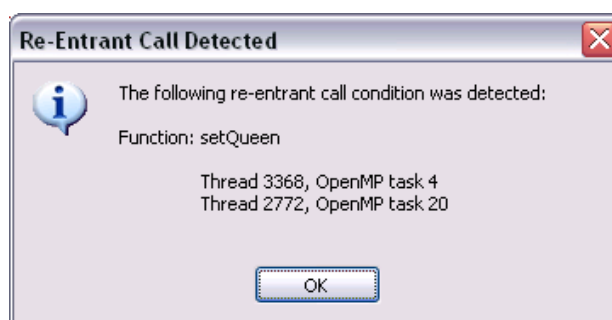 Re-Entrant Call Detected
The following re-entrant call condition was detected:
Function: setQueen
Thread 3368, OpenMP task 4
Thread 2772, OpenMP task 20
OK